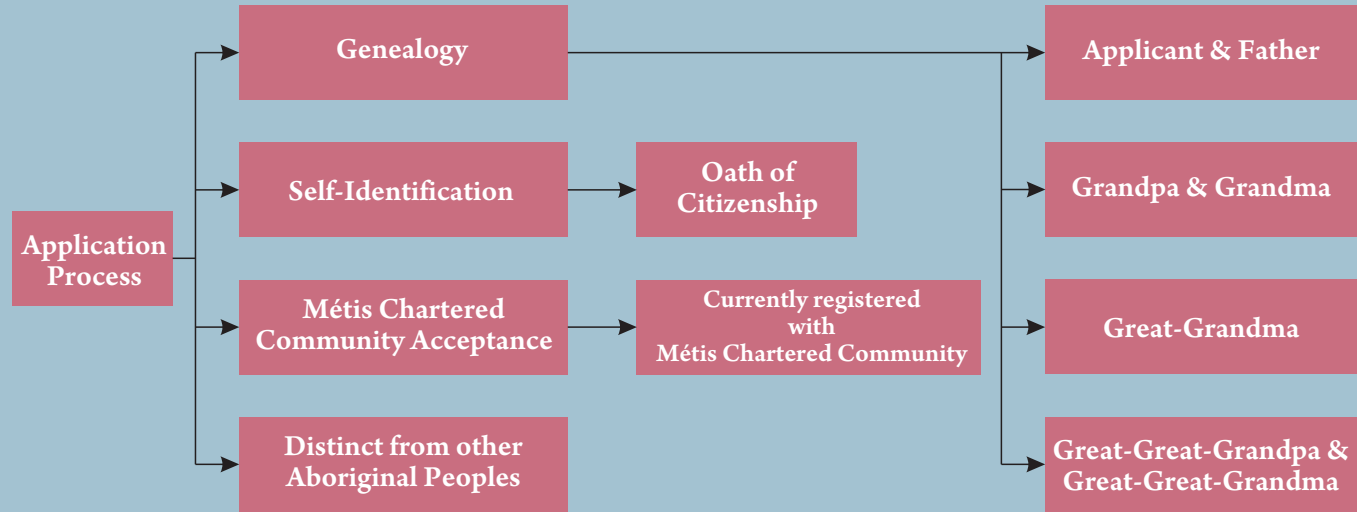 Application
Process
Genealogy
Self-Identification
Métis Chartered
Community Acceptance
Distinct from other
Aboriginal Peoples
Oath of
Citizenship
Currently registered
with
Métis Chartered Community
Applicant & Father
Grandpa & Grandma
Great-Grandma
Great-Great-Grandpa &
Great-Great-Grandma